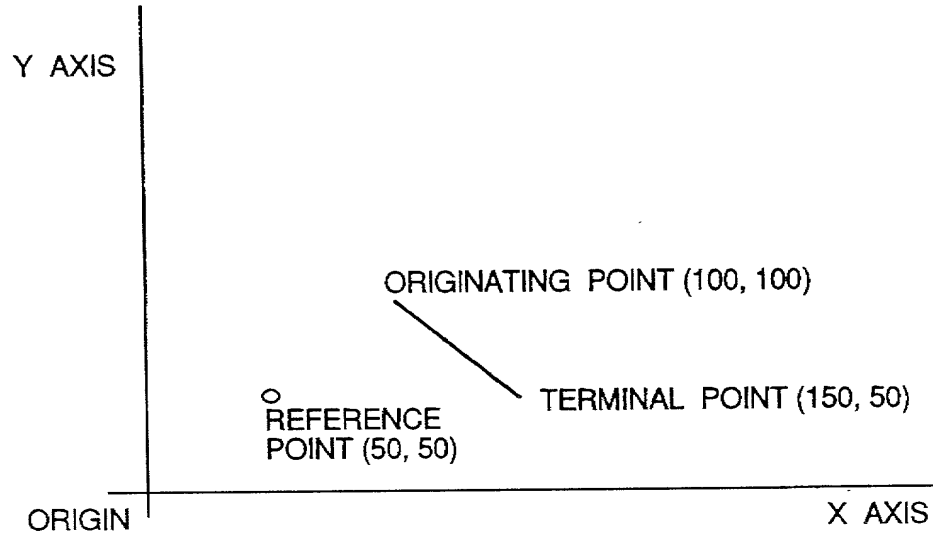 Y AXIS
ORIGINATING POINT (100, 100)
TERMINAL POINT (150, 50)
REFERENCE
POINT (50, 50)
ORIGIN
X AXIS